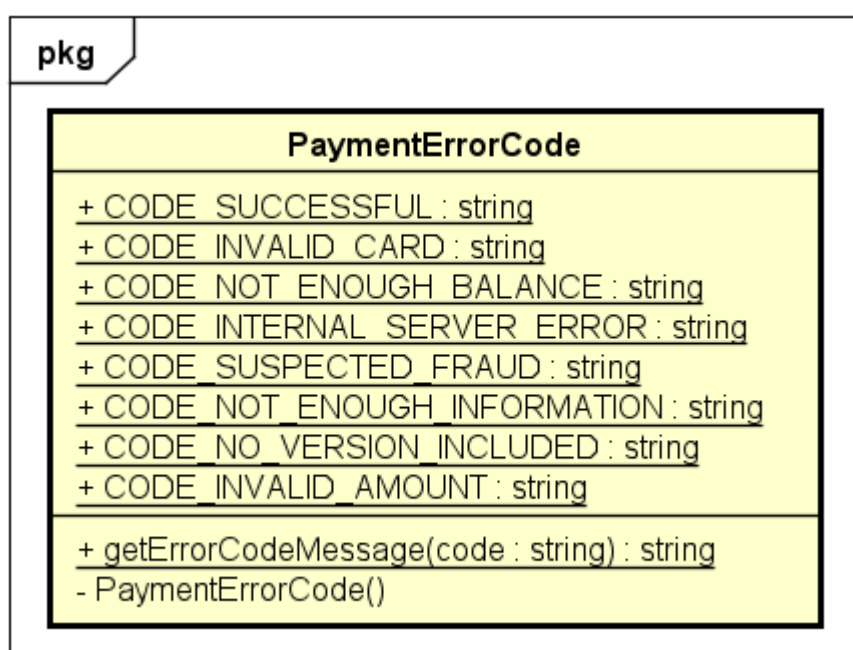 pkg
PaymentErrorCode
+ CODE_SUCCESSFUL : string
+ CODE_INVALID_CARD : string
+ CODE_NOT_ENOUGH_BALANCE : string
+ CODE_INTERNAL_SERVER_ERROR : string
+ CODE_SUSPECTED_FRAUD : string
+ CODE_NOT_ENOUGH_INFORMATION : string
+ CODE_NO_VERSION_INCLUDED : string
+ CODE_INVALID_AMOUNT : string
+ getErrorCodeMessage(code : string) : string
- PaymentErrorCode()